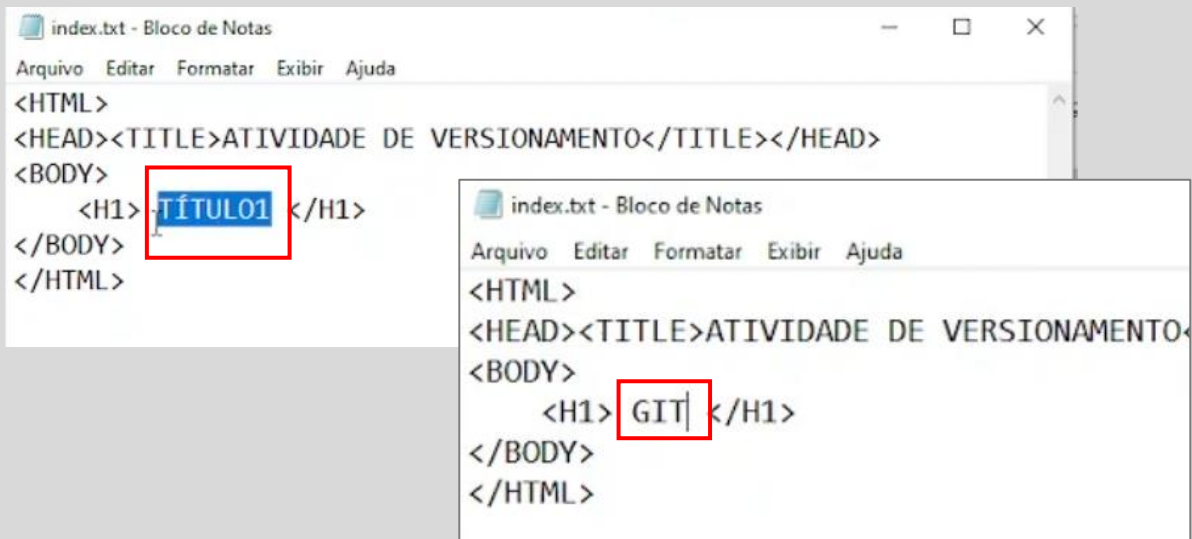 index.txt - Bloco de Notas
Arquivo Editar Formatar Exibir Ajuda
<HTML>
<HEAD><TITLE>ATIVIDADE DE VERSIONAMENTO</TITLE></HEAD>
<BODY>
<H1> TÍTULO1 </H1>
</BODY>
</HTML>
index.txt - Bloco de Notas
Arquivo Editar Formatar Exibir Ajuda
<HTML>
<HEAD><TITLE>ATIVIDADE DE VERSIONAMENTO<
<BODY>
<H1> GIT </H1>
</BODY>
</HTML>